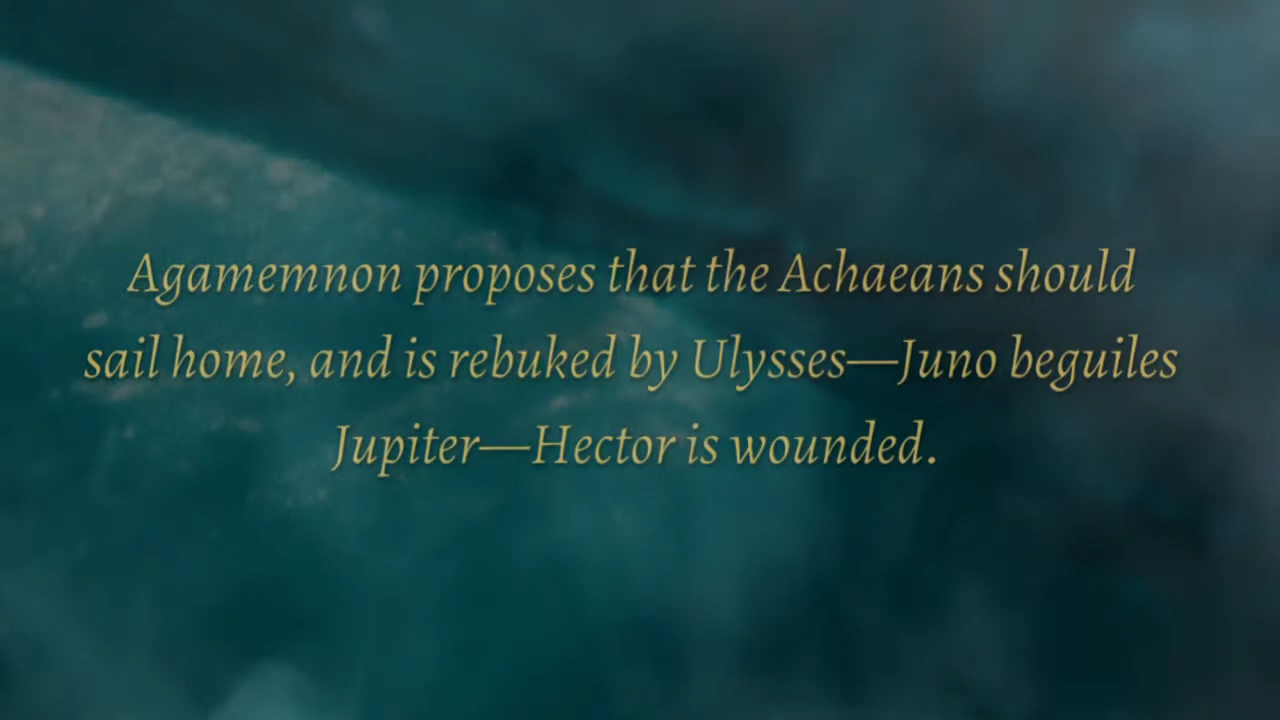 Agamemnon proposes that the Achaeans should
sail home, and is rebuked by Ulysses—Juno beguiles
Jupiter—Hector is wounded.